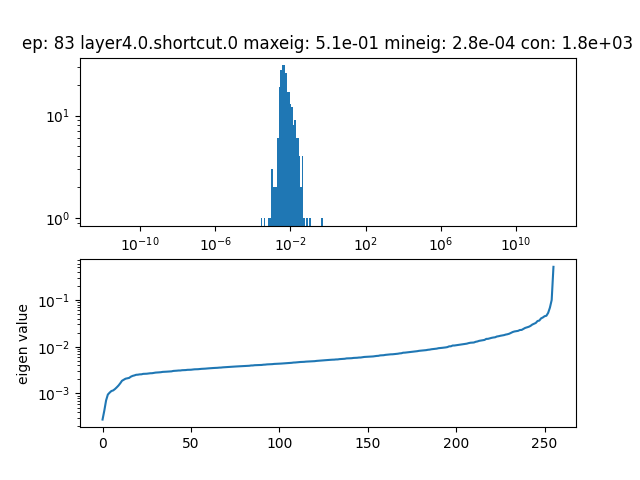 ep: 83 layer4.0.shortcut.0 maxeig: 5.1e-01 mineig: 2.8e-04 con: 1.8e+03
10¹
10⁰
10⁻¹⁰ 10⁻⁶ 10⁻² 10² 10⁶ 10¹⁰
eigen value
10⁻¹
10⁻²
10⁻³
0 50 100 150 200 250